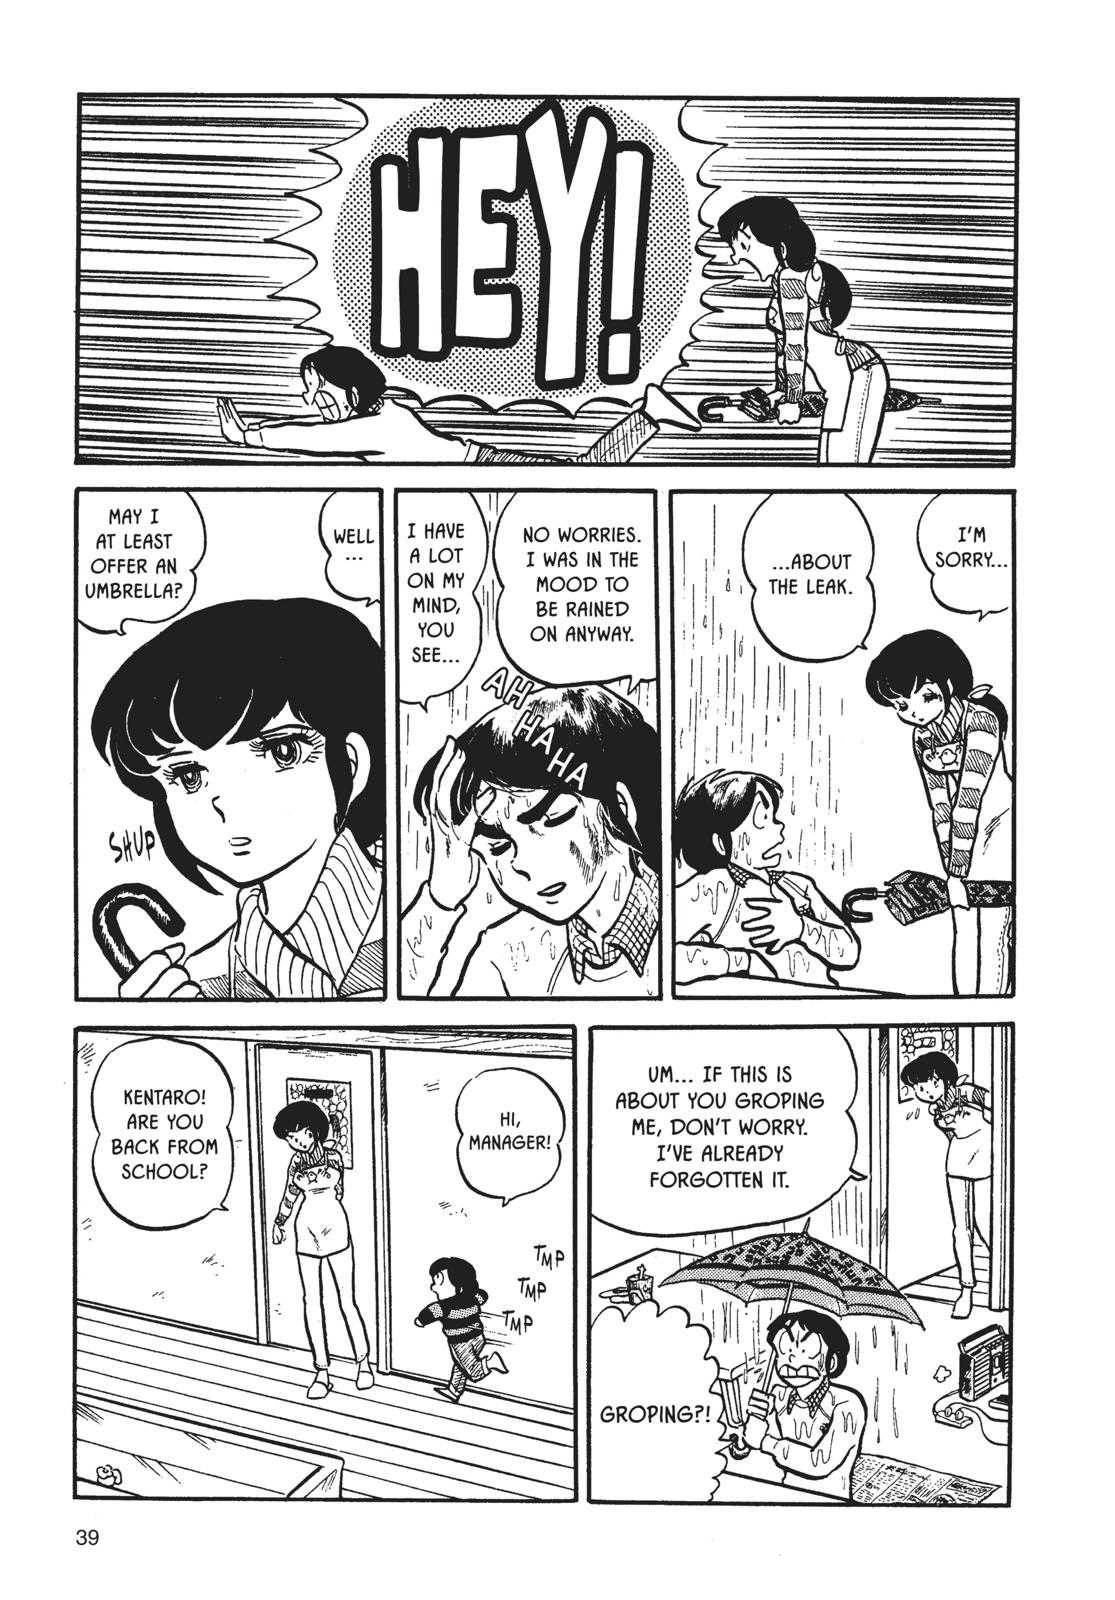 HEY!
I'M
SORRY...
...ABOUT
THE LEAK.
NO WORRIES.
I WAS IN THE
MOOD TO
BE RAINED
ON ANYWAY.
I HAVE
A LOT
ON MY
MIND,
YOU
SEE...
AH
HA
HA
WELL
...
MAY I
AT LEAST
OFFER AN
UMBRELLA?
SHUP
UM... IF THIS IS
ABOUT YOU GROPING
ME, DON'T WORRY.
I'VE ALREADY
FORGOTTEN IT.
GROPING?!
HI,
MANAGER!
TMP
TMP
TMP
KENTARO!
ARE YOU
BACK FROM
SCHOOL?
39